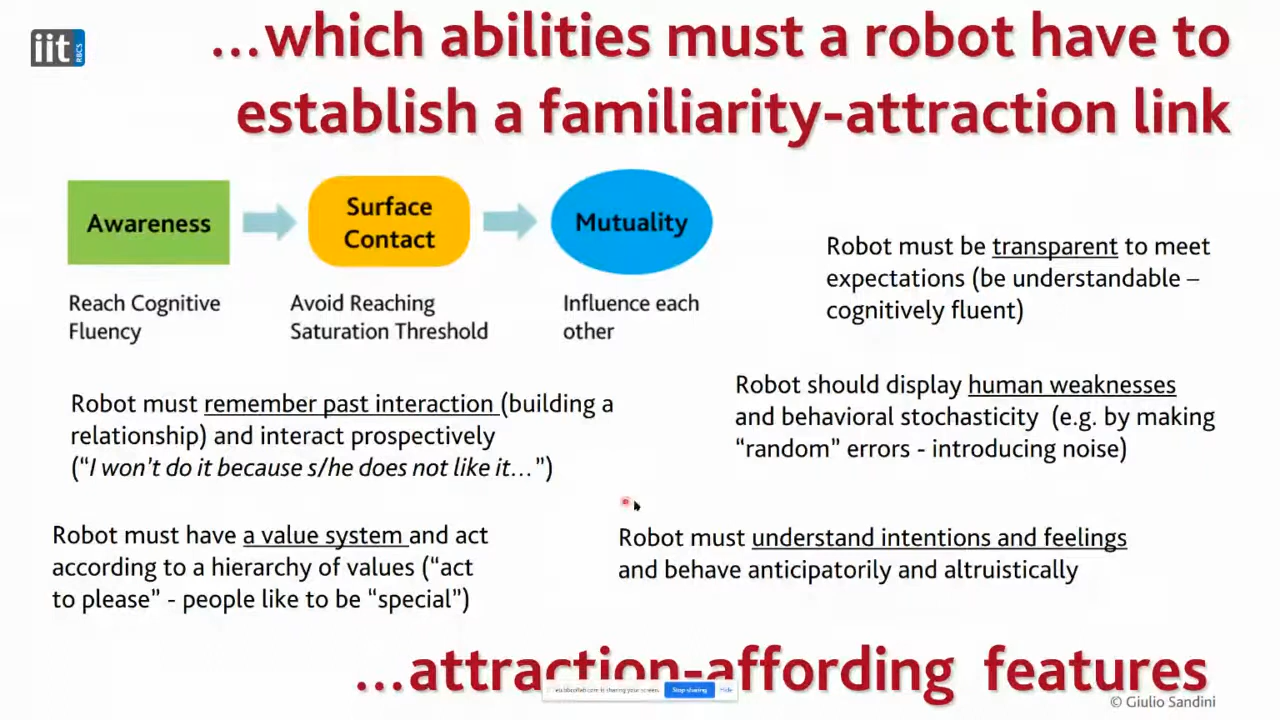 iit
RBCS
...which abilities must a robot have to
establish a familiarity-attraction link
Awareness
Surface
Contact
Mutuality
Reach Cognitive
Fluency
Avoid Reaching
Saturation Threshold
Influence each
other
Robot must be transparent to meet
expectations (be understandable –
cognitively fluent)
Robot must remember past interaction (building a
relationship) and interact prospectively
(“I won’t do it because s/he does not like it...”)
Robot should display human weaknesses
and behavioral stochasticity (e.g. by making
“random” errors - introducing noise)
Robot must have a value system and act
according to a hierarchy of values (“act
to please” - people like to be “special”)
Robot must understand intentions and feelings
and behave anticipatorily and altruistically
...attraction-affording features
is sharing your screen.
Stop sharing
Hide
© Giulio Sandini